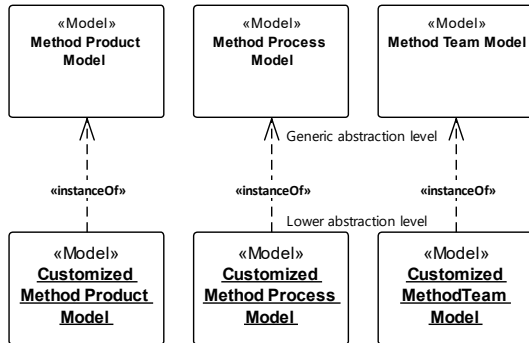 «Model»
Method Product
Model
«Model»
Method Process
Model
«Model»
Method Team Model
Generic abstraction level
«instanceOf»
«instanceOf»
«instanceOf»
Lower abstraction level
«Model»
Customized
Method Product
Model
«Model»
Customized
Method Process
Model
«Model»
Customized
MethodTeam
Model